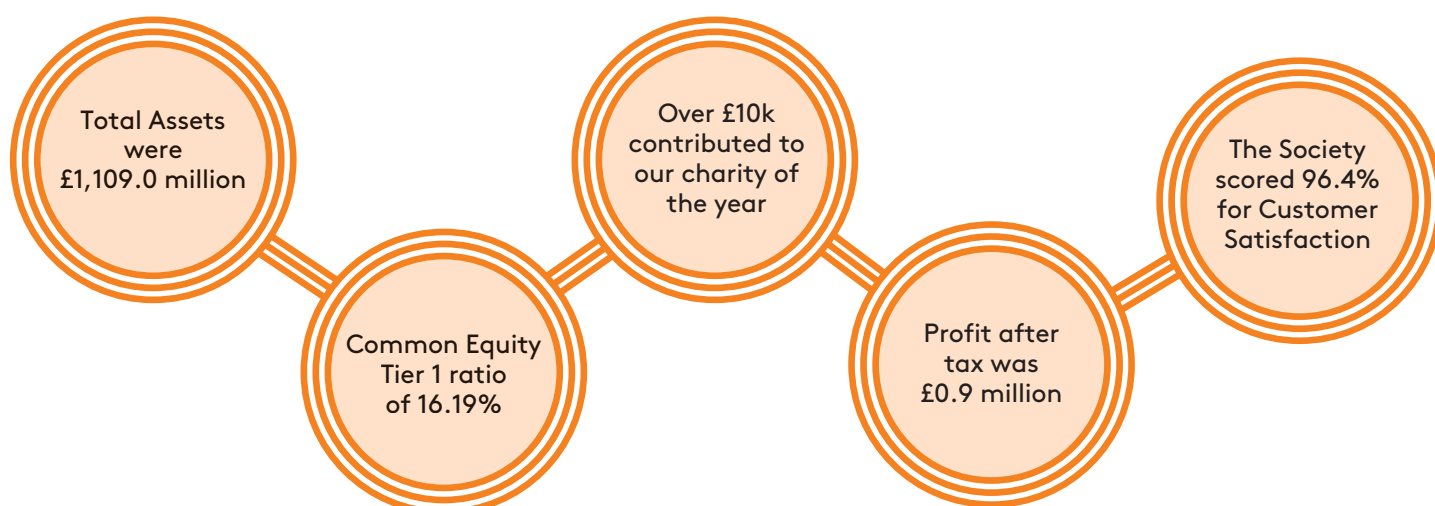 Total Assets
were
£1,109.0 million
Common Equity
Tier 1 ratio
of 16.19%
Over £10k
contributed to
our charity of
the year
Profit after
tax was
£0.9 million
The Society
scored 96.4%
for Customer
Satisfaction